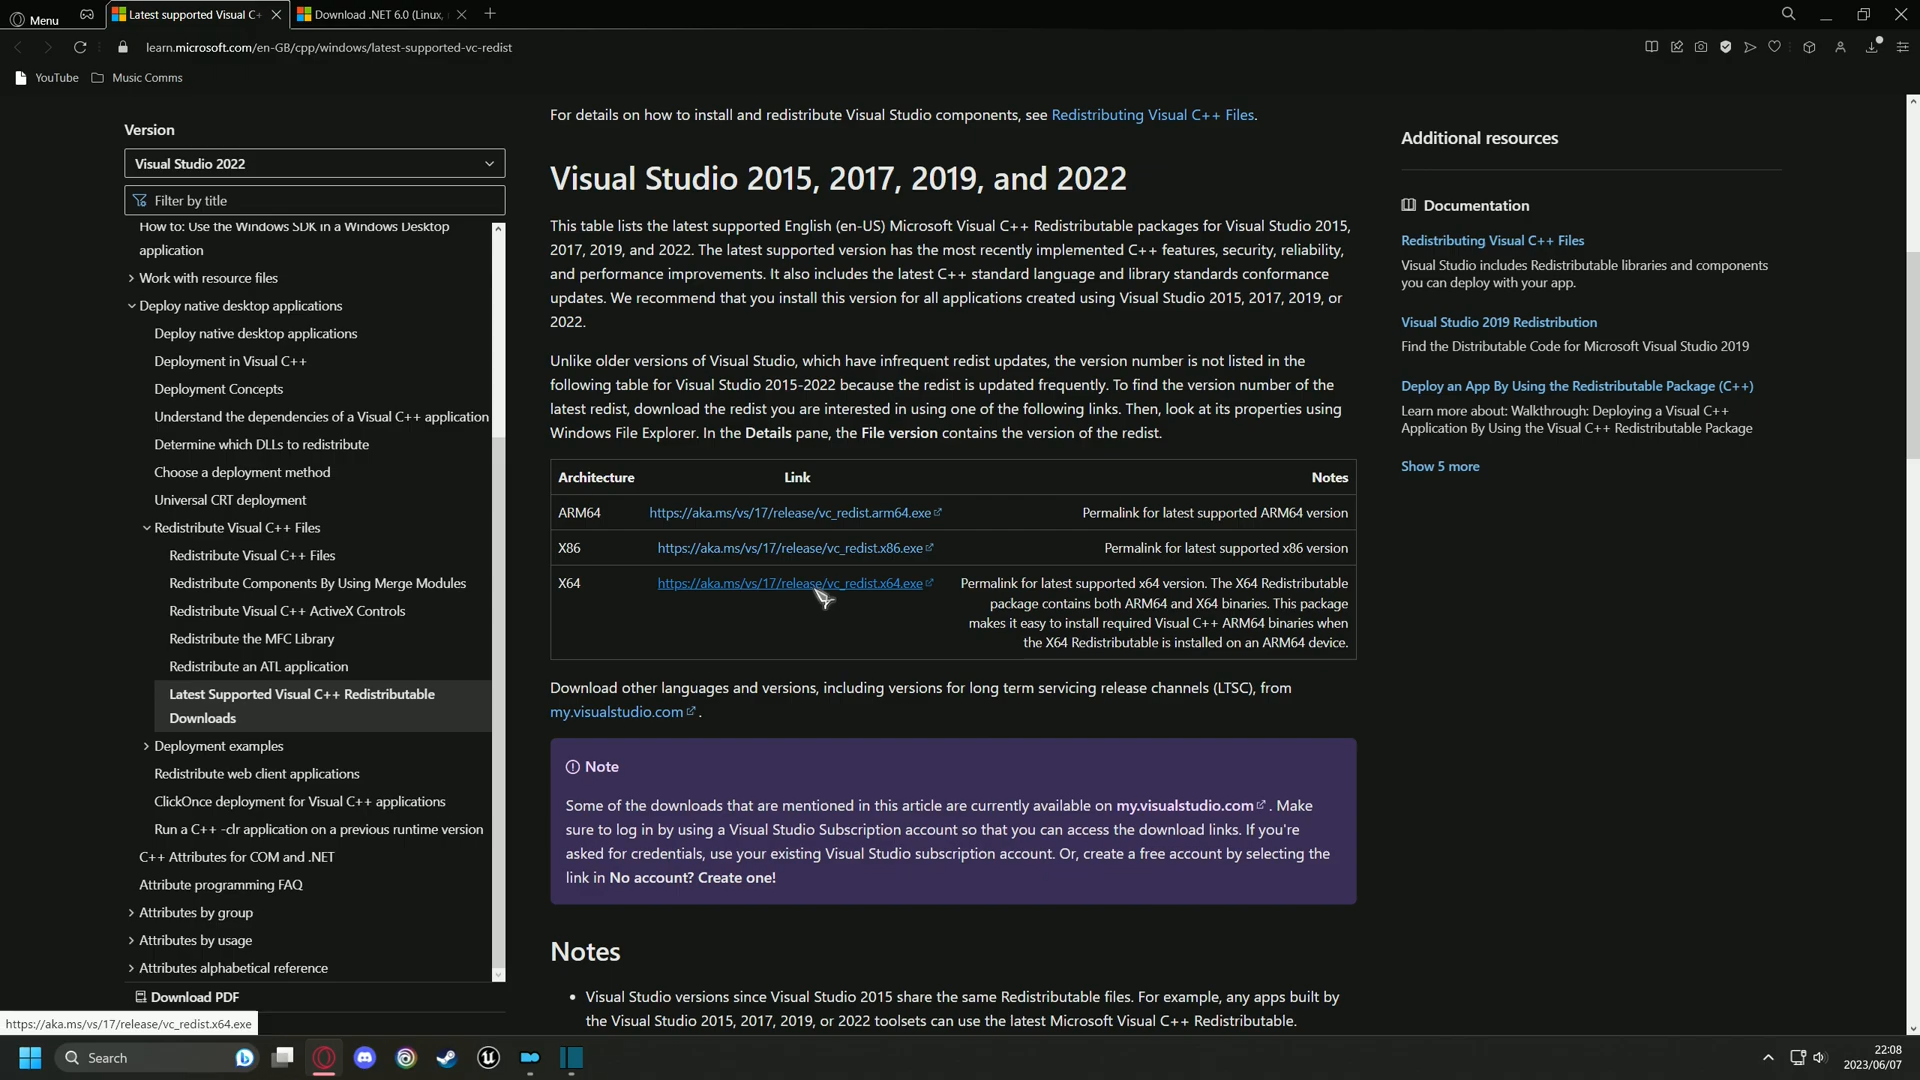 Menu
Latest supported Visual C+
Download .NET 6.0 (Linux,
learn.microsoft.com/en-GB/cpp/windows/latest-supported-vc-redist
YouTube
Music Comms
Version
Visual Studio 2022
Filter by title
How to: Use the Windows SDK in a Windows Desktop
application
Work with resource files
Deploy native desktop applications
Deploy native desktop applications
Deployment in Visual C++
Deployment Concepts
Understand the dependencies of a Visual C++ application
Determine which DLLs to redistribute
Choose a deployment method
Universal CRT deployment
Redistribute Visual C++ Files
Redistribute Visual C++ Files
Redistribute Components By Using Merge Modules
Redistribute Visual C++ ActiveX Controls
Redistribute the MFC Library
Redistribute an ATL application
Latest Supported Visual C++ Redistributable
Downloads
Deployment examples
Redistribute web client applications
ClickOnce deployment for Visual C++ applications
Run a C++ -clr application on a previous runtime version
C++ Attributes for COM and .NET
Attribute programming FAQ
Attributes by group
Attributes by usage
Attributes alphabetical reference
Download PDF
https://aka.ms/vs/17/release/vc_redist.x64.exe
For details on how to install and redistribute Visual Studio components, see Redistributing Visual C++ Files.
Visual Studio 2015, 2017, 2019, and 2022
This table lists the latest supported English (en-US) Microsoft Visual C++ Redistributable packages for Visual Studio 2015,
2017, 2019, and 2022. The latest supported version has the most recently implemented C++ features, security, reliability,
and performance improvements. It also includes the latest C++ standard language and library standards conformance
updates. We recommend that you install this version for all applications created using Visual Studio 2015, 2017, 2019, or
2022.
Unlike older versions of Visual Studio, which have infrequent redist updates, the version number is not listed in the
following table for Visual Studio 2015-2022 because the redist is updated frequently. To find the version number of the
latest redist, download the redist you are interested in using one of the following links. Then, look at its properties using
Windows File Explorer. In the Details pane, the File version contains the version of the redist.
Architecture Link Notes
ARM64 https://aka.ms/vs/17/release/vc_redist.arm64.exe Permalink for latest supported ARM64 version
X86 https://aka.ms/vs/17/release/vc_redist.x86.exe Permalink for latest supported x86 version
X64 https://aka.ms/vs/17/release/vc_redist.x64.exe Permalink for latest supported x64 version. The X64 Redistributable
package contains both ARM64 and X64 binaries. This package
makes it easy to install required Visual C++ ARM64 binaries when
the X64 Redistributable is installed on an ARM64 device.
Download other languages and versions, including versions for long term servicing release channels (LTSC), from
my.visualstudio.com .
Note
Some of the downloads that are mentioned in this article are currently available on my.visualstudio.com . Make
sure to log in by using a Visual Studio Subscription account so that you can access the download links. If you're
asked for credentials, use your existing Visual Studio subscription account. Or, create a free account by selecting the
link in No account? Create one!
Notes
• Visual Studio versions since Visual Studio 2015 share the same Redistributable files. For example, any apps built by
the Visual Studio 2015, 2017, 2019, or 2022 toolsets can use the latest Microsoft Visual C++ Redistributable.
Additional resources
Documentation
Redistributing Visual C++ Files
Visual Studio includes Redistributable libraries and components
you can deploy with your app.
Visual Studio 2019 Redistribution
Find the Distributable Code for Microsoft Visual Studio 2019
Deploy an App By Using the Redistributable Package (C++)
Learn more about: Walkthrough: Deploying a Visual C++
Application By Using the Visual C++ Redistributable Package
Show 5 more
Search
22:08
2023/06/07